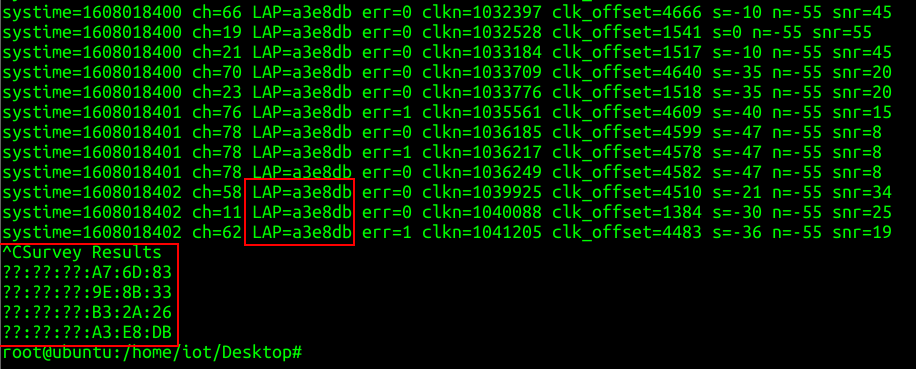 systime=1608018400 ch=66 LAP=a3e8db err=0 clkn=1032397 clk_offset=4666 s=-10 n=-55 snr=45
systime=1608018400 ch=19 LAP=a3e8db err=0 clkn=1032528 clk_offset=1541 s=0 n=-55 snr=55
systime=1608018400 ch=21 LAP=a3e8db err=0 clkn=1033184 clk_offset=1517 s=-10 n=-55 snr=45
systime=1608018400 ch=70 LAP=a3e8db err=0 clkn=1033709 clk_offset=4640 s=-35 n=-55 snr=20
systime=1608018400 ch=23 LAP=a3e8db err=0 clkn=1033776 clk_offset=1518 s=-35 n=-55 snr=20
systime=1608018401 ch=76 LAP=a3e8db err=1 clkn=1035561 clk_offset=4609 s=-40 n=-55 snr=15
systime=1608018401 ch=78 LAP=a3e8db err=0 clkn=1036185 clk_offset=4599 s=-47 n=-55 snr=8
systime=1608018401 ch=78 LAP=a3e8db err=1 clkn=1036217 clk_offset=4578 s=-47 n=-55 snr=8
systime=1608018401 ch=78 LAP=a3e8db err=0 clkn=1036249 clk_offset=4582 s=-47 n=-55 snr=8
systime=1608018402 ch=58 LAP=a3e8db err=0 clkn=1039925 clk_offset=4510 s=-21 n=-55 snr=34
systime=1608018402 ch=11 LAP=a3e8db err=0 clkn=1040088 clk_offset=1384 s=-30 n=-55 snr=25
systime=1608018402 ch=62 LAP=a3e8db err=1 clkn=1041205 clk_offset=4483 s=-36 n=-55 snr=19
^CSurvey Results
??:??:??:A7:6D:83
??:??:??:9E:8B:33
??:??:??:B3:2A:26
??:??:??:A3:E8:DB
root@ubuntu:/home/iot/Desktop#